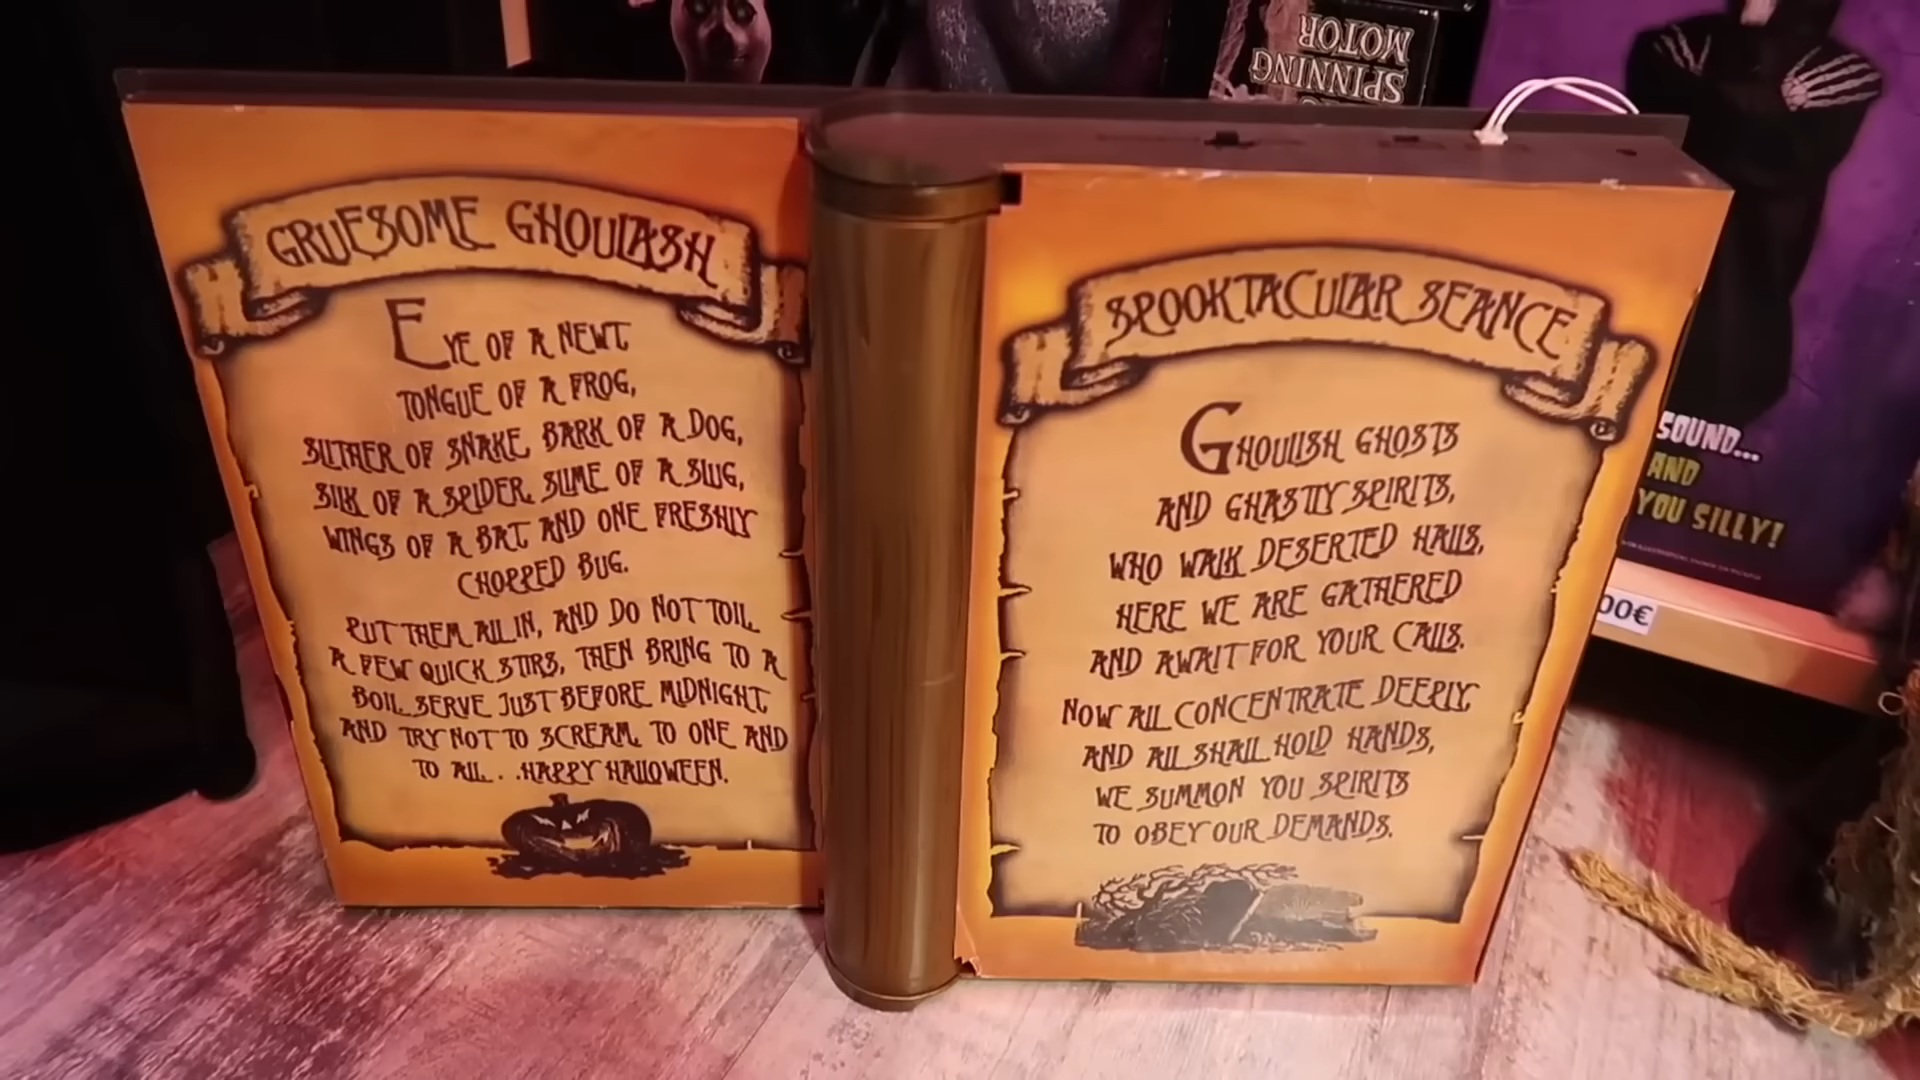 GRUESOME GHOULASH
EYE OF A NEWT
TONGUE OF A FROG,
SLITHER OF SNAKE, BARK OF A DOG,
SILK OF A SPIDER, SLIME OF A SLUG,
WINGS OF A BAT AND ONE FRESHLY
CHOPPED BUG.
PUT THEM ALL IN, AND DO NOT TOIL,
A FEW QUICK STIRS, THEN BRING TO A
BOIL. SERVE JUST BEFORE MIDNIGHT,
AND TRY NOT TO SCREAM, TO ONE AND
TO ALL...HAPPY HALLOWEEN.
SPOOKTACULAR SEANCE
GHOULISH GHOSTS
AND GHASTLY SPIRITS,
WHO WALK DESERTED HALLS,
HERE WE ARE GATHERED
AND AWAIT FOR YOUR CALLS.
NOW ALL CONCENTRATE DEEPLY,
AND ALL SHALL HOLD HANDS,
WE SUMMON YOU SPIRITS
TO OBEY OUR DEMANDS.
SPINNING
MOTOR
SOUND...
AND
YOU SILLY!
00€